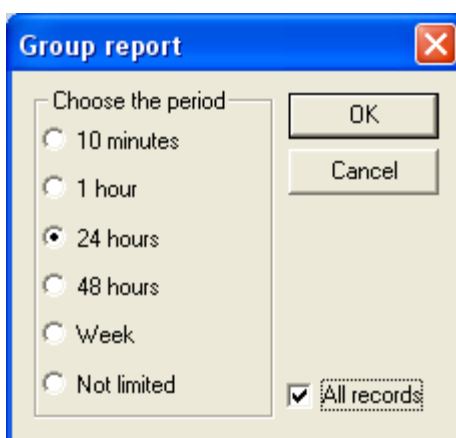 Group report
Choose the period
10 minutes
1 hour
24 hours
48 hours
Week
Not limited
OK
Cancel
All records